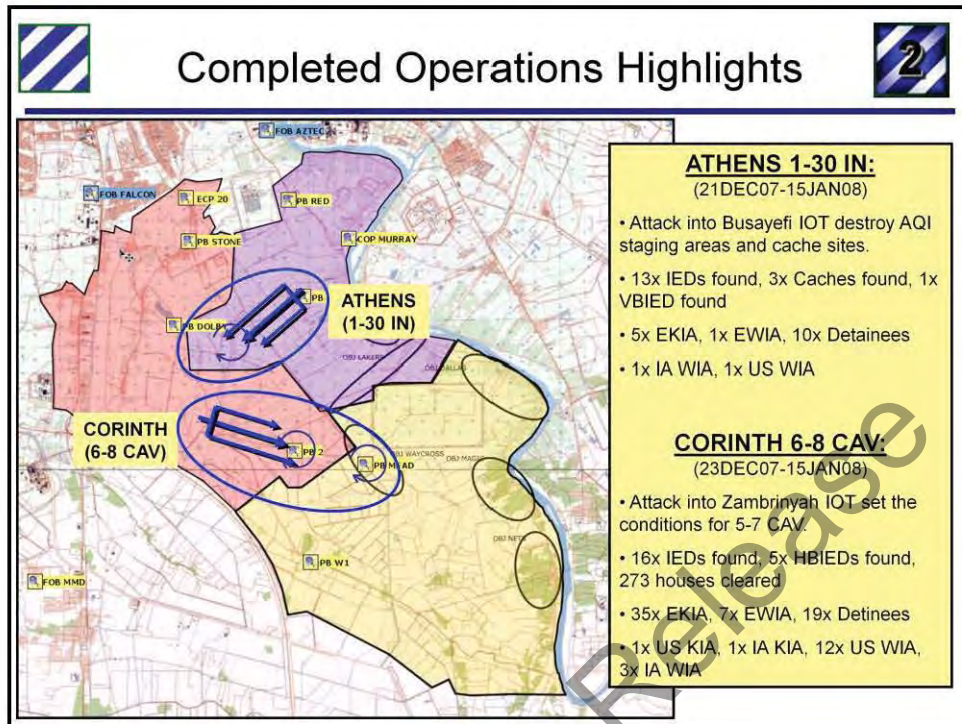 Completed Operations Highlights
2
FOB AZTEC
FOB FALCON
ECP 20
PB RED
PB STONE
COP MURRAY
PB
ATHENS
(1-30 IN)
PB DOLBY
OBJ LAKERS
OBJ DALLAS
CORINTH
(6-8 CAV)
PB 2
OBJ WAYCROSS
OBJ MAGIC
PB MEAD
OBJ NETS
PB W1
FOB MMD
ATHENS 1-30 IN:
(21DEC07-15JAN08)
• Attack into Busayefi IOT destroy AQI
staging areas and cache sites.
• 13x IEDs found, 3x Caches found, 1x
VBIED found
• 5x EKIA, 1x EWIA, 10x Detainees
• 1x IA WIA, 1x US WIA
CORINTH 6-8 CAV:
(23DEC07-15JAN08)
• Attack into Zambrinyah IOT set the
conditions for 5-7 CAV.
• 16x IEDs found, 5x HBIEDs found,
273 houses cleared
• 35x EKIA, 7x EWIA, 19x Detinees
• 1x US KIA, 1x IA KIA, 12x US WIA,
3x IA WIA
Release